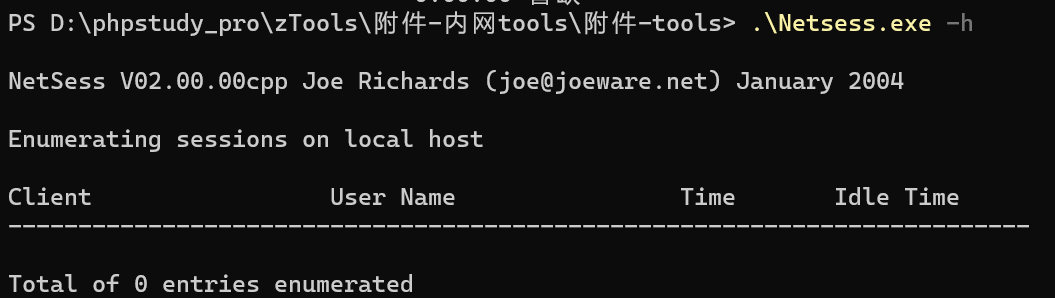 PS D:\phpstudy_pro\zTools\附件-内网tools\附件-tools> .\Netsess.exe -h
NetSess V02.00.00cpp Joe Richards (joe@joeware.net) January 2004
Enumerating sessions on local host
Client User Name Time Idle Time
-------------------------------------------------------------------------
Total of 0 entries enumerated